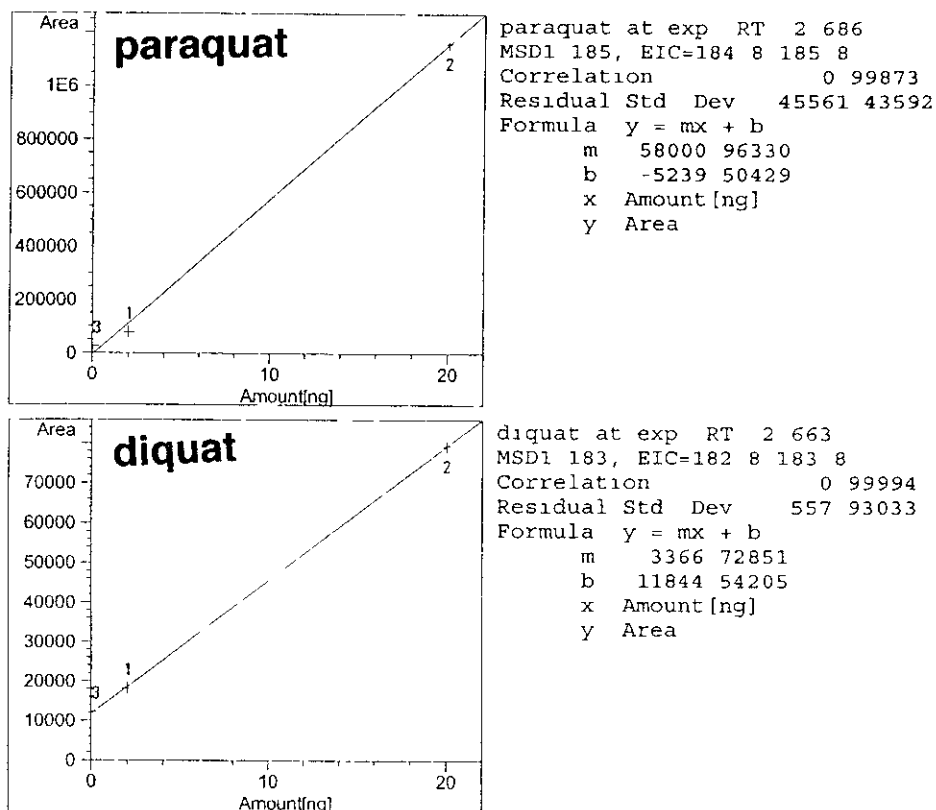 Area
paraquat
1E6
800000
600000
400000
200000
0
3
1
2
0 10 20
Amount[ng]
paraquat at exp RT 2 686
MSD1 185, EIC=184 8 185 8
Correlation 0 99873
Residual Std Dev 45561 43592
Formula y = mx + b
m 58000 96330
b -5239 50429
x Amount[ng]
y Area
Area
diquat
70000
60000
50000
40000
30000
20000
10000
0
3
1
2
0 10 20
Amount[ng]
diquat at exp RT 2 663
MSD1 183, EIC=182 8 183 8
Correlation 0 99994
Residual Std Dev 557 93033
Formula y = mx + b
m 3366 72851
b 11844 54205
x Amount[ng]
y Area